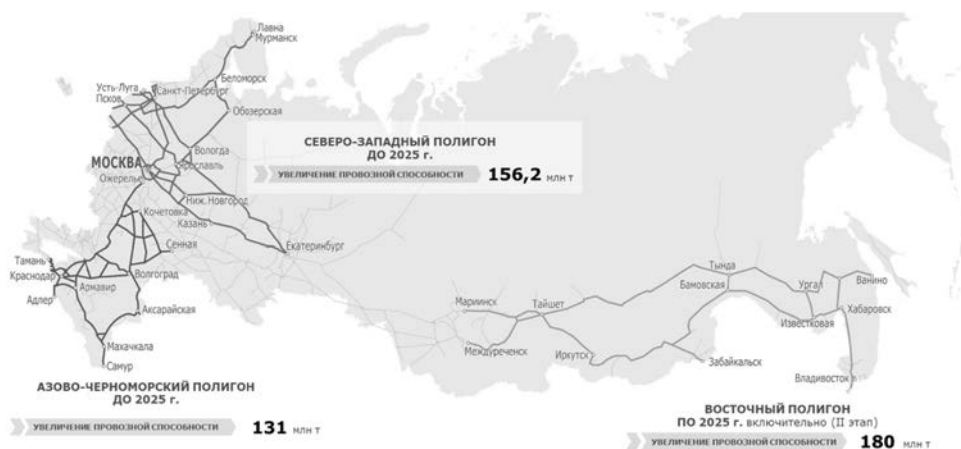 Лавна
Мурманск
Беломорск
Усть-Луга
Санкт-Петербург
Псков
Обозерская
СЕВЕРО-ЗАПАДНЫЙ ПОЛИГОН
ДО 2025 г.
УВЕЛИЧЕНИЕ ПРОВОЗНОЙ СПОСОБНОСТИ 156,2 млн т
Вологда
МОСКВА
Ярославль
Ожерелье
Ниж.Новгород
Кочетовка
Казань
Сенная
Екатеринбург
Тамань
Краснодар
Волгоград
Армавир
Адлер
Аксарайская
Махачкала
Самур
Мариинск
Тайшет
Междуреченск
Иркутск
Тында
Бамовская
Ургал
Ванино
Известковая
Хабаровск
Забайкальск
Владивосток
АЗОВО-ЧЕРНОМОРСКИЙ ПОЛИГОН
ДО 2025 г.
УВЕЛИЧЕНИЕ ПРОВОЗНОЙ СПОСОБНОСТИ 131 млн т
ВОСТОЧНЫЙ ПОЛИГОН
ПО 2025 г. включительно (II этап)
УВЕЛИЧЕНИЕ ПРОВОЗНОЙ СПОСОБНОСТИ 180 млн т